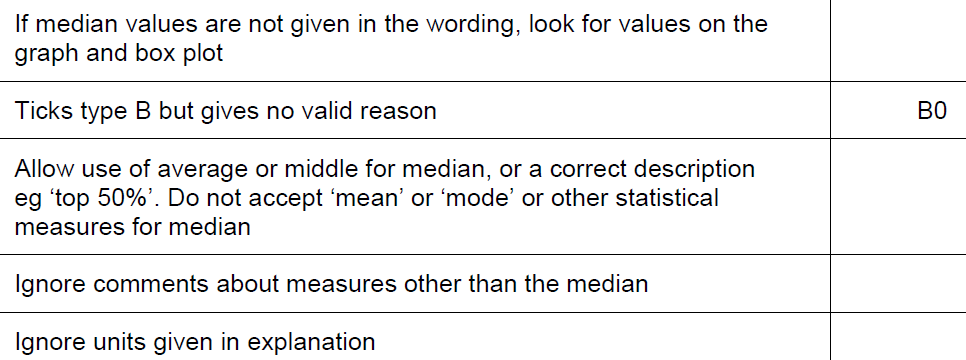 If median values are not given in the wording, look for values on the
graph and box plot
Ticks type B but gives no valid reason
B0
Allow use of average or middle for median, or a correct description
eg ‘top 50%’. Do not accept ‘mean’ or ‘mode’ or other statistical
measures for median
Ignore comments about measures other than the median
Ignore units given in explanation